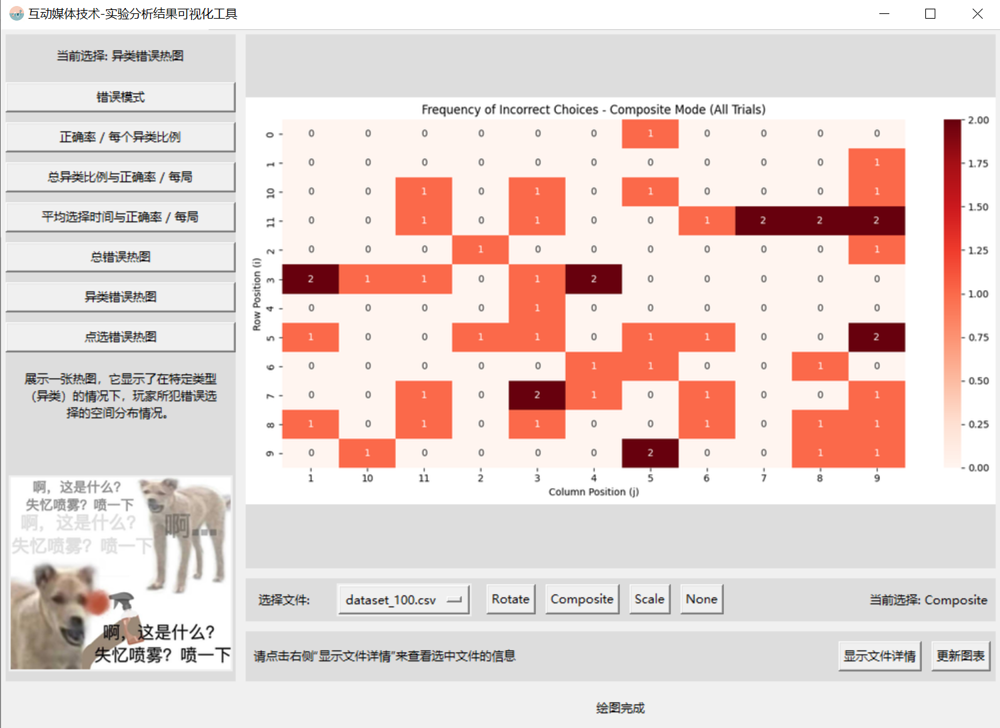 互动媒体技术-实验分析结果可视化工具
当前选择: 异类错误热图
错误模式
正确率 / 每个异类比例
总异类比例与正确率 / 每局
平均选择时间与正确率 / 每局
总错误热图
异类错误热图
点选错误热图
展示一张热图，它显示了在特定类型
（异类）的情况下，玩家所犯错误选
择的空间分布情况。
啊，这是什么？
失忆喷雾？喷一下
啊，这是什么？
失忆喷雾？喷一下
啊...
啊，这是什么？
失忆喷雾？喷一下
Frequency of Incorrect Choices - Composite Mode (All Trials)
Row Position (i)
0 0 0 0 0 0 1 0 0 0 0 0
1 0 0 0 0 0 0 0 0 0 0 1
10 0 0 1 0 1 0 1 0 0 0 1
11 0 0 1 0 1 0 0 1 2 2 2
2 0 0 0 1 0 0 0 0 0 0 1
3 2 1 1 0 1 2 0 0 0 0 0
4 0 0 0 0 1 0 0 0 0 0 0
5 1 0 0 1 1 0 1 1 0 0 2
6 0 0 0 0 0 1 1 0 0 1 0
7 0 0 1 0 2 1 0 1 0 0 1
8 1 0 1 0 1 0 0 1 0 1 1
9 0 1 0 0 0 0 2 0 0 1 1
1 10 11 2 3 4 5 6 7 8 9
Column Position (j)
2.00
1.75
1.50
1.25
1.00
0.75
0.50
0.25
0.00
选择文件: dataset_100.csv Rotate Composite Scale None 当前选择: Composite
请点击右侧"显示文件详情"来查看选中文件的信息 显示文件详情 更新图表
绘图完成